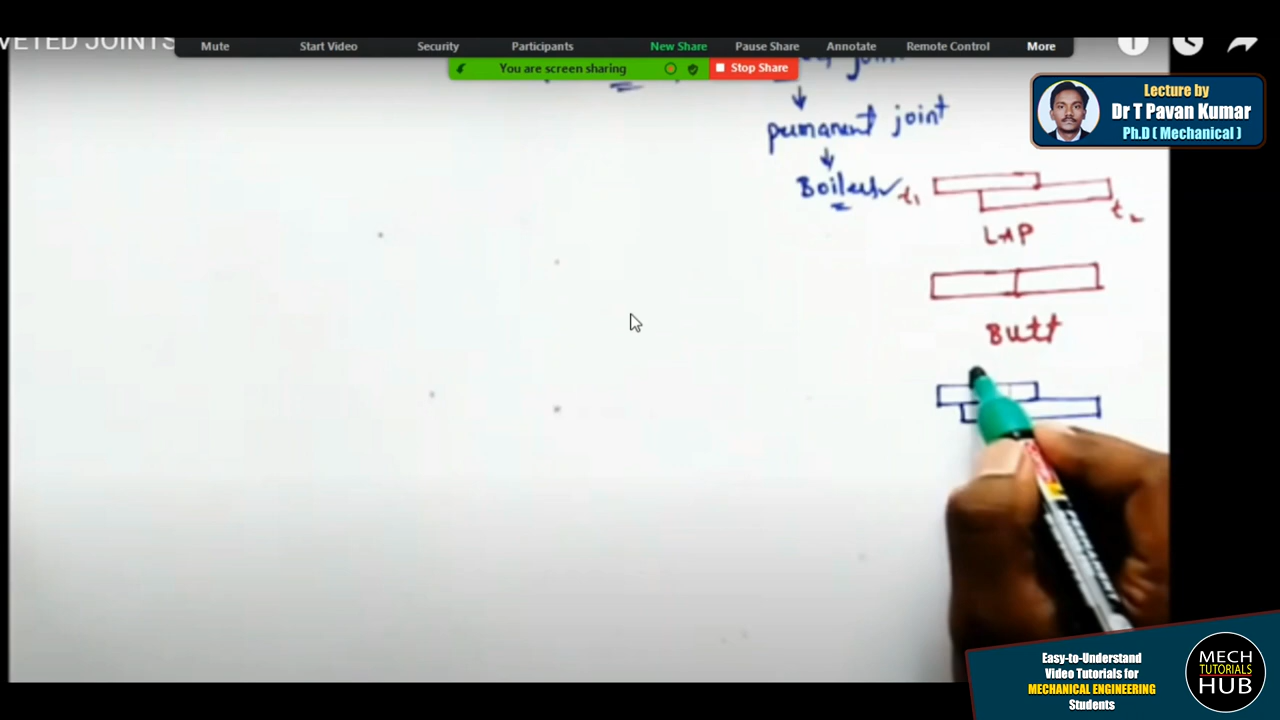 VETED JOINTS
Mute
Start Video
Security
Participants
New Share
Pause Share
Annotate
Remote Control
More
You are screen sharing
Stop Share
joint
permanent joint
Boilers
t1
t2
LAP
Butt
Lecture by
Dr T Pavan Kumar
Ph.D ( Mechanical )
Easy-to-Understand
Video Tutorials for
MECHANICAL ENGINEERING
Students
MECH
TUTORIALS
HUB